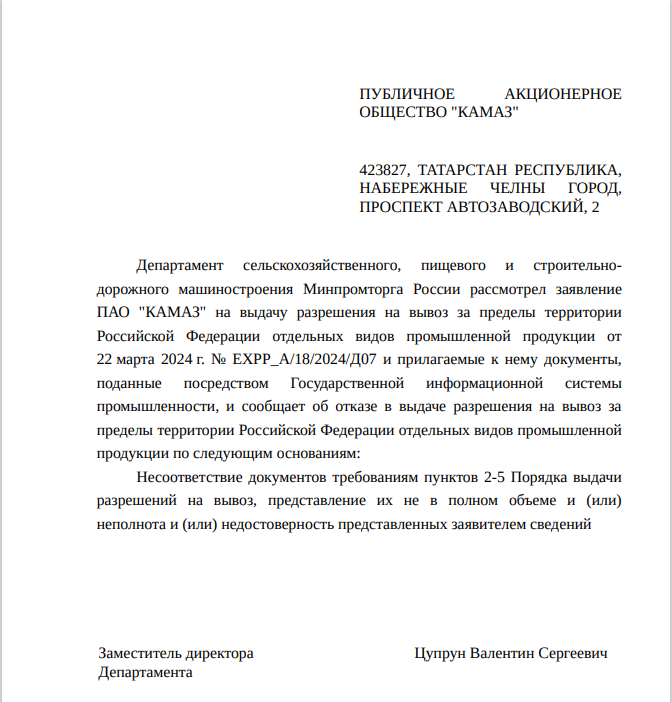 ПУБЛИЧНОЕ АКЦИОНЕРНОЕ
ОБЩЕСТВО "КАМАЗ"
423827, ТАТАРСТАН РЕСПУБЛИКА,
НАБЕРЕЖНЫЕ ЧЕЛНЫ ГОРОД,
ПРОСПЕКТ АВТОЗАВОДСКИЙ, 2
Департамент сельскохозяйственного, пищевого и строительно-
дорожного машиностроения Минпромторга России рассмотрел заявление
ПАО "КАМАЗ" на выдачу разрешения на вывоз за пределы территории
Российской Федерации отдельных видов промышленной продукции от
22 марта 2024 г. № EXPP_A/18/2024/Д07 и прилагаемые к нему документы,
поданные посредством Государственной информационной системы
промышленности, и сообщает об отказе в выдаче разрешения на вывоз за
пределы территории Российской Федерации отдельных видов промышленной
продукции по следующим основаниям:
Несоответствие документов требованиям пунктов 2-5 Порядка выдачи
разрешений на вывоз, представление их не в полном объеме и (или)
неполнота и (или) недостоверность представленных заявителем сведений
Заместитель директора
Департамента
Цупрун Валентин Сергеевич